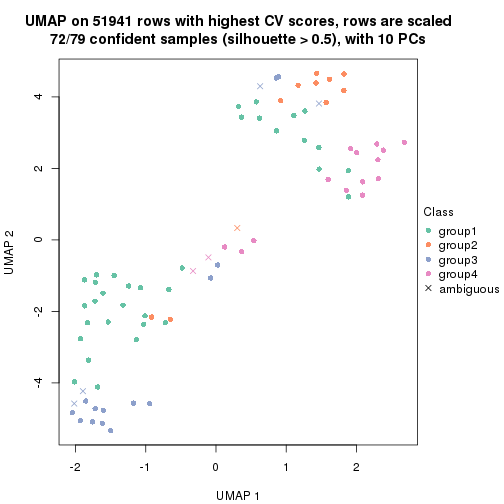 UMAP on 51941 rows with highest CV scores, rows are scaled
72/79 confident samples (silhouette > 0.5), with 10 PCs
4
2
0
-2
-4
UMAP 2
-2
-1
0
1
2
UMAP 1
Class
group1
group2
group3
group4
ambiguous